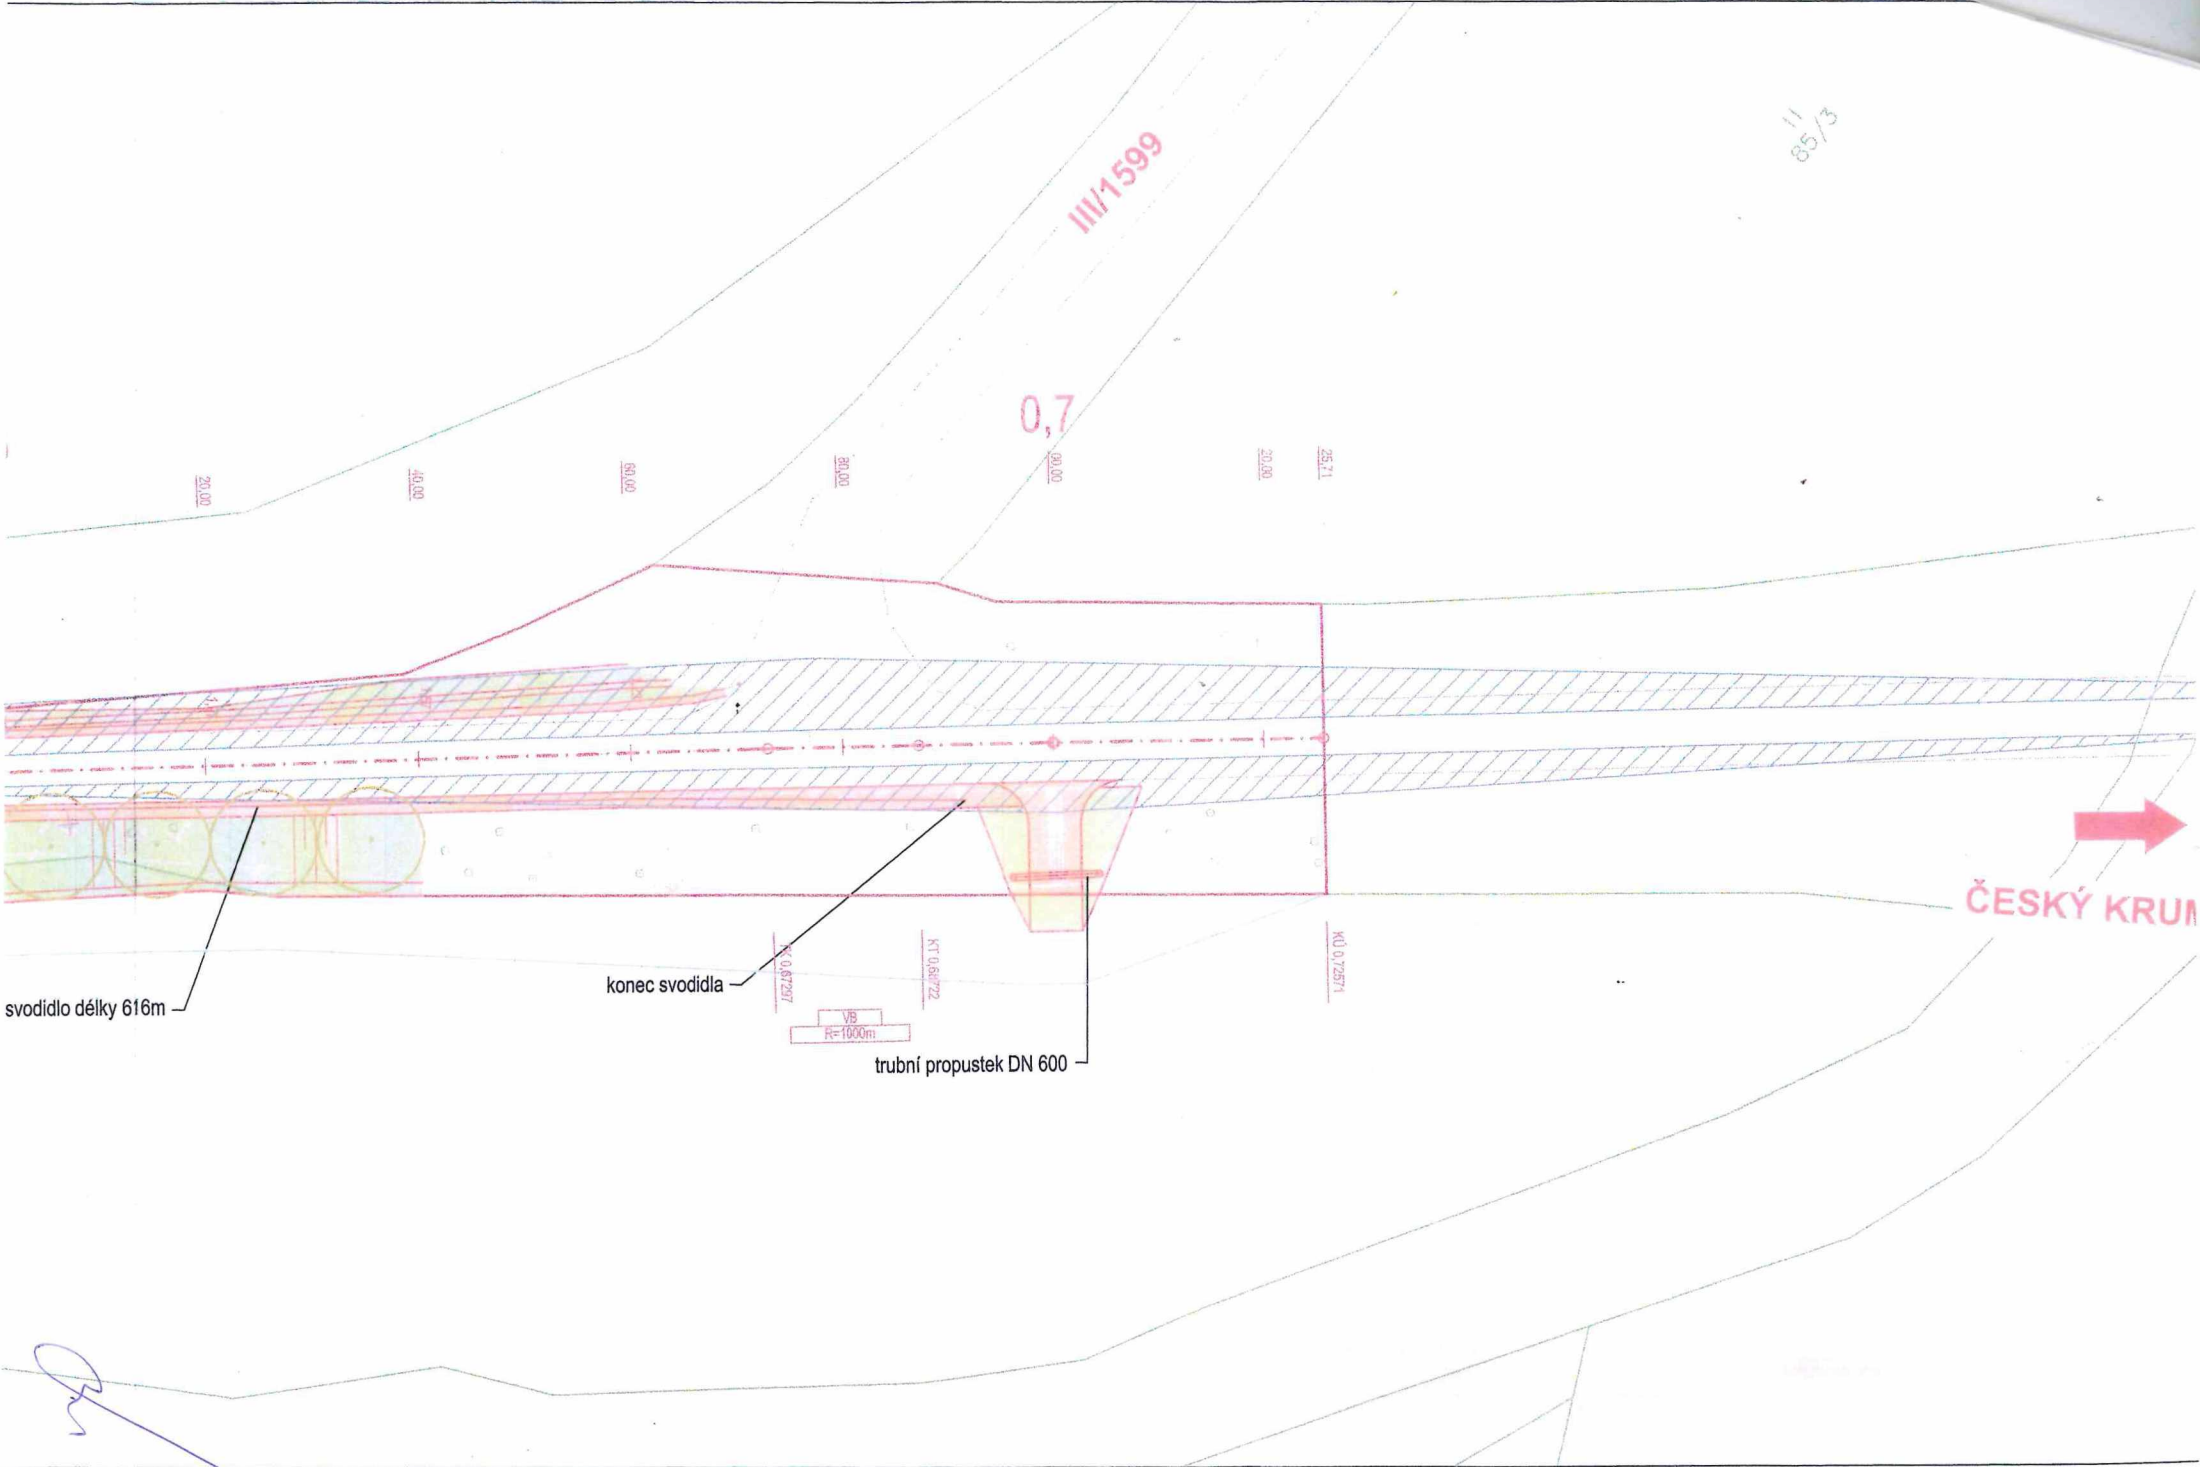 11
85/3
III/1599
0,7
20,00
40,00
60,00
80,00
00,00
20,00
25,71
ČESKÝ KRUM
svodidlo délky 616m
konec svodidla
0,67297
KT 0,68722
KÚ 0,72571
VB
R=1000m
trubní propustek DN 600